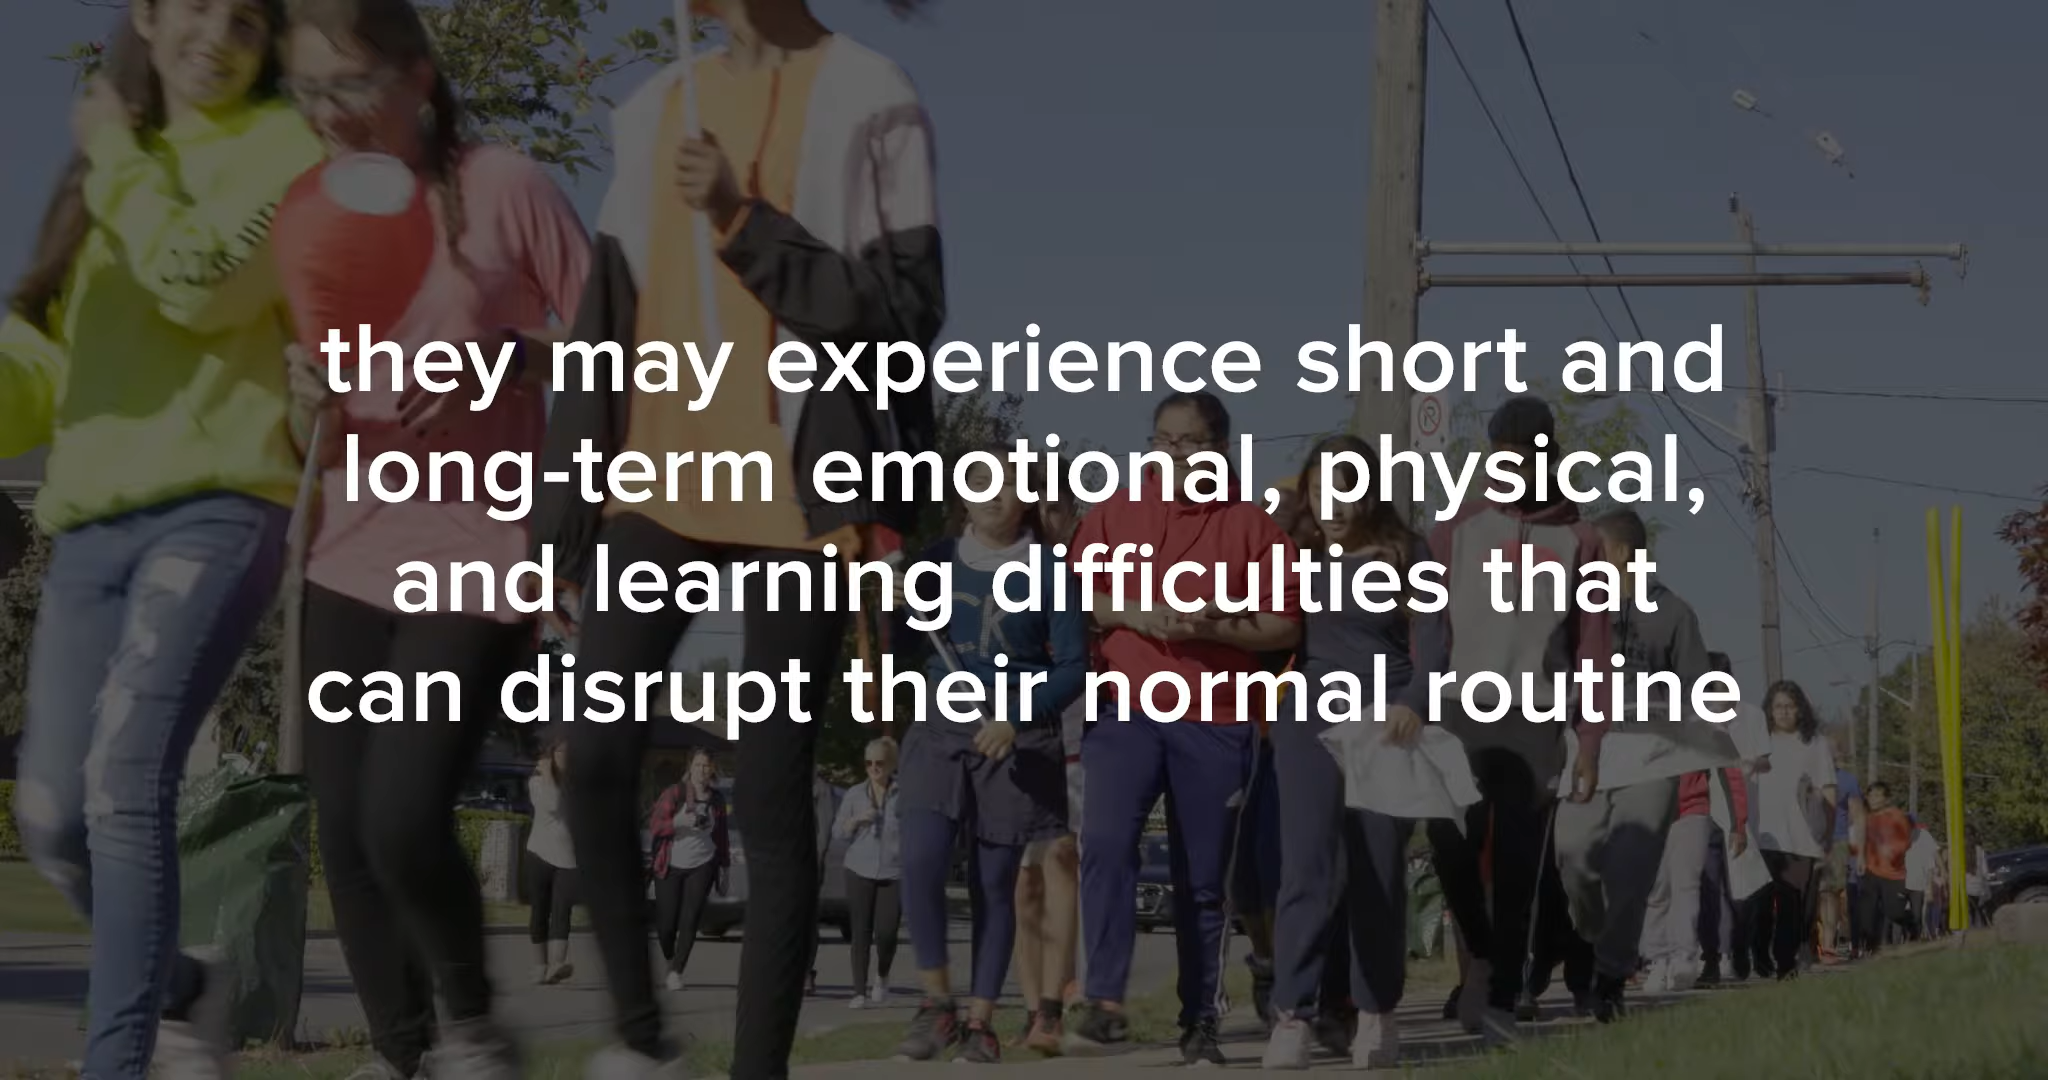 they may experience short and
long-term emotional, physical,
and learning difficulties that
can disrupt their normal routine